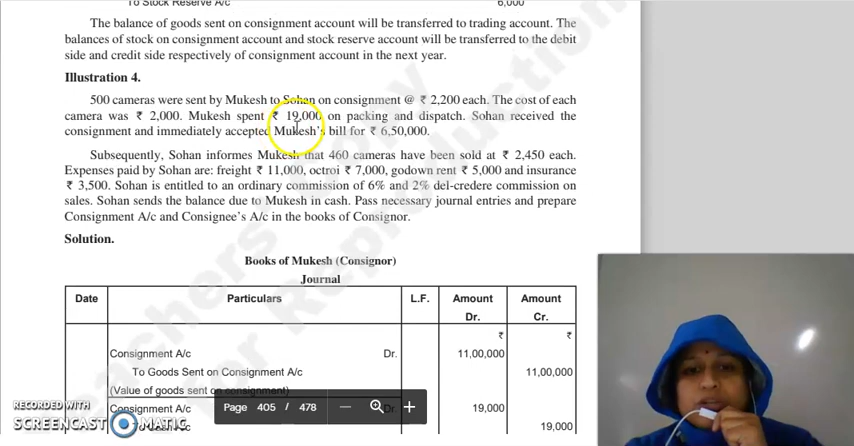 To Stock Reserve A/c 6,000
The balance of goods sent on consignment account will be transferred to trading account. The
balances of stock on consignment account and stock reserve account will be transferred to the debit
side and credit side respectively of consignment account in the next year.
Illustration 4.
500 cameras were sent by Mukesh to Sohan on consignment @ ₹ 2,200 each. The cost of each
camera was ₹ 2,000. Mukesh spent ₹ 19,000 on packing and dispatch. Sohan received the
consignment and immediately accepted Mukesh's bill for ₹ 6,50,000.
Subsequently, Sohan informes Mukesh that 460 cameras have been sold at ₹ 2,450 each.
Expenses paid by Sohan are: freight ₹ 11,000, octroi ₹ 7,000, godown rent ₹ 5,000 and insurance
₹ 3,500. Sohan is entitled to an ordinary commission of 6% and 2% del-credere commission on
sales. Sohan sends the balance due to Mukesh in cash. Pass necessary journal entries and prepare
Consignment A/c and Consignee's A/c in the books of Consignor.
Solution.
Books of Mukesh (Consignor)
Journal
Date Particulars L.F. Amount Dr. Amount Cr.
₹ ₹
Consignment A/c Dr. 11,00,000
To Goods Sent on Consignment A/c 11,00,000
(Value of goods sent on consignment)
Consignment A/c Dr. 19,000
19,000
Page 405 / 478
RECORDED WITH
SCREENCAST MATIC